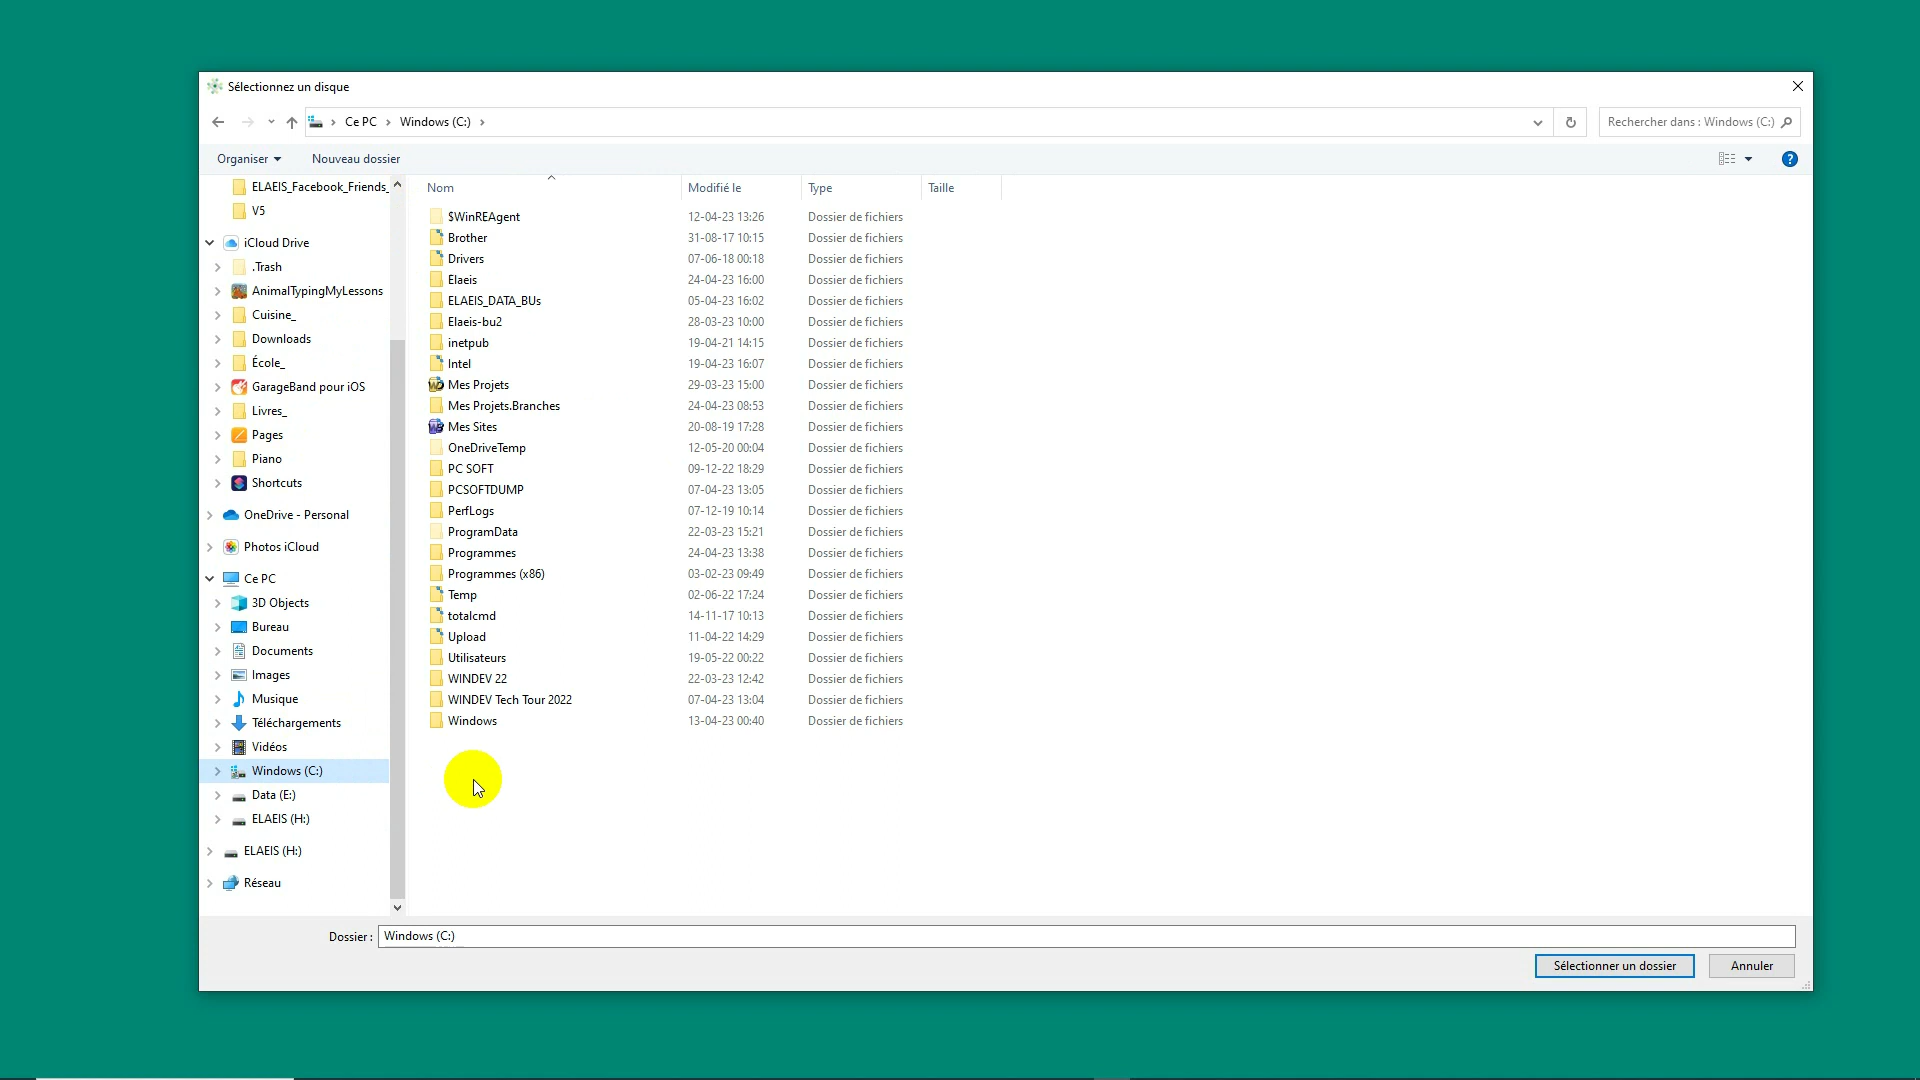 Sélectionnez un disque
Ce PC Windows (C:)
Rechercher dans : Windows (C:)
Organiser Nouveau dossier
ELAEIS_Facebook_Friends_
V5
iCloud Drive
.Trash
AnimalTypingMyLessons
Cuisine_
Downloads
École_
GarageBand pour iOS
Livres_
Pages
Piano
Shortcuts
OneDrive - Personal
Photos iCloud
Ce PC
3D Objects
Bureau
Documents
Images
Musique
Téléchargements
Vidéos
Windows (C:)
Data (E:)
ELAEIS (H:)
ELAEIS (H:)
Réseau
Nom Modifié le Type Taille
$WinREAgent 12-04-23 13:26 Dossier de fichiers
Brother 31-08-17 10:15 Dossier de fichiers
Drivers 07-06-18 00:18 Dossier de fichiers
Elaeis 24-04-23 16:00 Dossier de fichiers
ELAEIS_DATA_BUs 05-04-23 16:02 Dossier de fichiers
Elaeis-bu2 28-03-23 10:00 Dossier de fichiers
inetpub 19-04-21 14:15 Dossier de fichiers
Intel 19-04-23 16:07 Dossier de fichiers
Mes Projets 29-03-23 15:00 Dossier de fichiers
Mes Projets.Branches 24-04-23 08:53 Dossier de fichiers
Mes Sites 20-08-19 17:28 Dossier de fichiers
OneDriveTemp 12-05-20 00:04 Dossier de fichiers
PC SOFT 09-12-22 18:29 Dossier de fichiers
PCSOFTDUMP 07-04-23 13:05 Dossier de fichiers
PerfLogs 07-12-19 10:14 Dossier de fichiers
ProgramData 22-03-23 15:21 Dossier de fichiers
Programmes 24-04-23 13:38 Dossier de fichiers
Programmes (x86) 03-02-23 09:49 Dossier de fichiers
Temp 02-06-22 17:24 Dossier de fichiers
totalcmd 14-11-17 10:13 Dossier de fichiers
Upload 11-04-22 14:29 Dossier de fichiers
Utilisateurs 19-05-22 00:22 Dossier de fichiers
WINDEV 22 22-03-23 12:42 Dossier de fichiers
WINDEV Tech Tour 2022 07-04-23 13:04 Dossier de fichiers
Windows 13-04-23 00:40 Dossier de fichiers
Dossier : Windows (C:)
Sélectionner un dossier Annuler